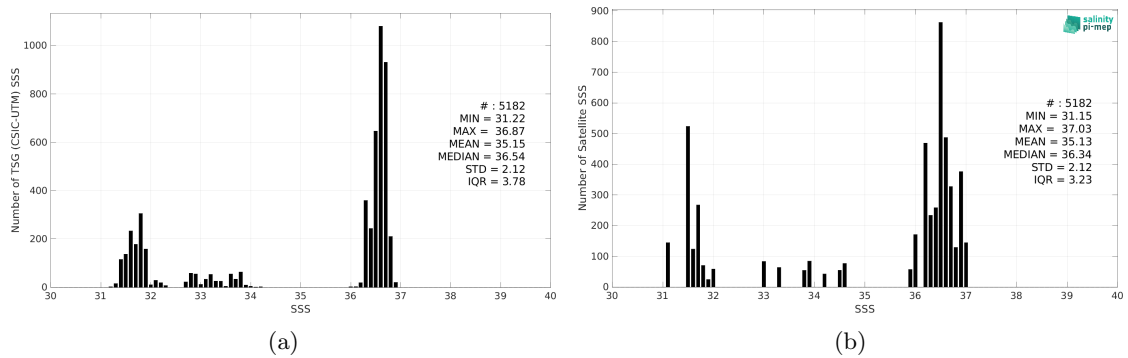 Number of TSG (CSIC-UTM) SSS
1000
800
600
400
200
0
# : 5182
MIN = 31.22
MAX = 36.87
MEAN = 35.15
MEDIAN = 36.54
STD = 2.12
IQR = 3.78
30 31 32 33 34 35 36 37 38 39 40
SSS
(a)
salinity
pi-mep
Number of Satellite SSS
900
800
700
600
500
400
300
200
100
0
# : 5182
MIN = 31.15
MAX = 37.03
MEAN = 35.13
MEDIAN = 36.34
STD = 2.12
IQR = 3.23
30 31 32 33 34 35 36 37 38 39 40
SSS
(b)